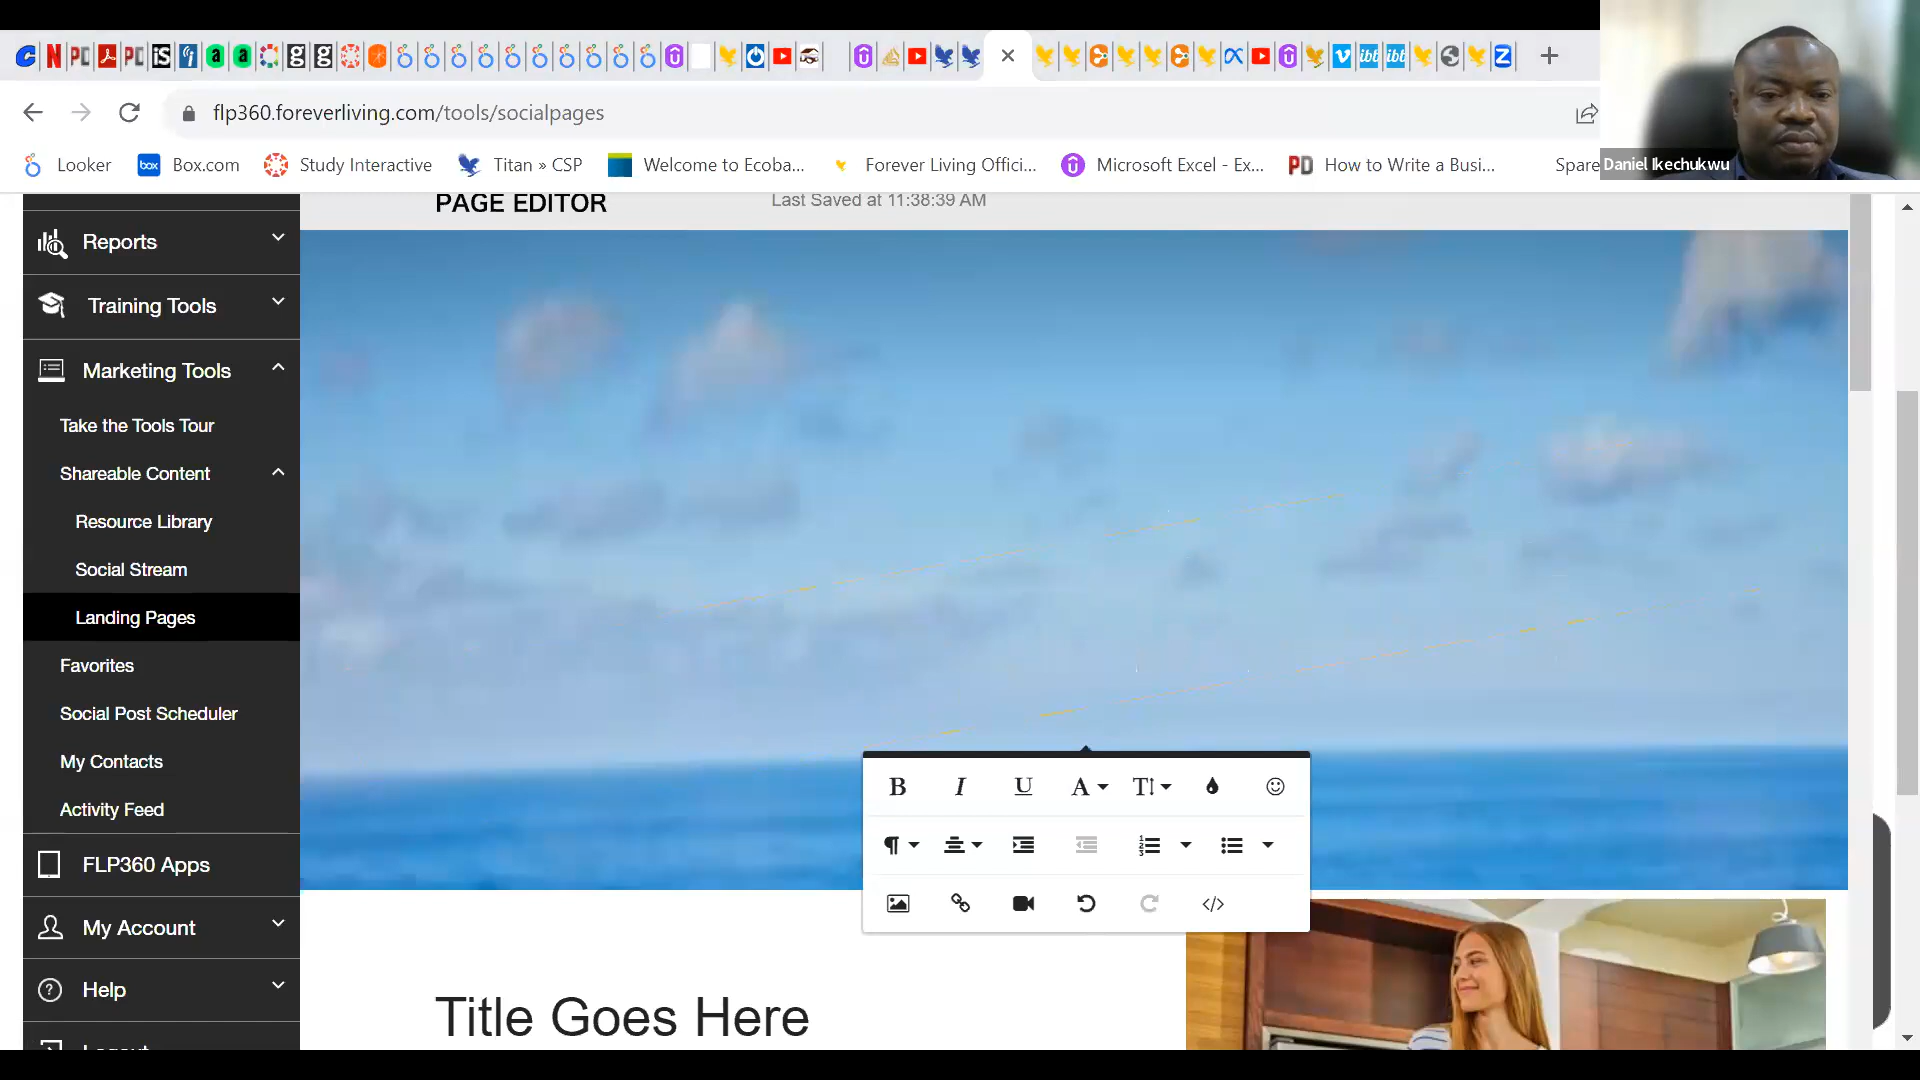 flp360.foreverliving.com/tools/socialpages
Looker
Box.com
Study Interactive
Titan » CSP
Welcome to Ecoba...
Forever Living Offici...
Microsoft Excel - Ex...
How to Write a Busi...
Spare
Daniel Ikechukwu
PAGE EDITOR
Last Saved at 11:38:39 AM
Reports
Training Tools
Marketing Tools
Take the Tools Tour
Shareable Content
Resource Library
Social Stream
Landing Pages
Favorites
Social Post Scheduler
My Contacts
Activity Feed
FLP360 Apps
My Account
Help
Logout
Title Goes Here